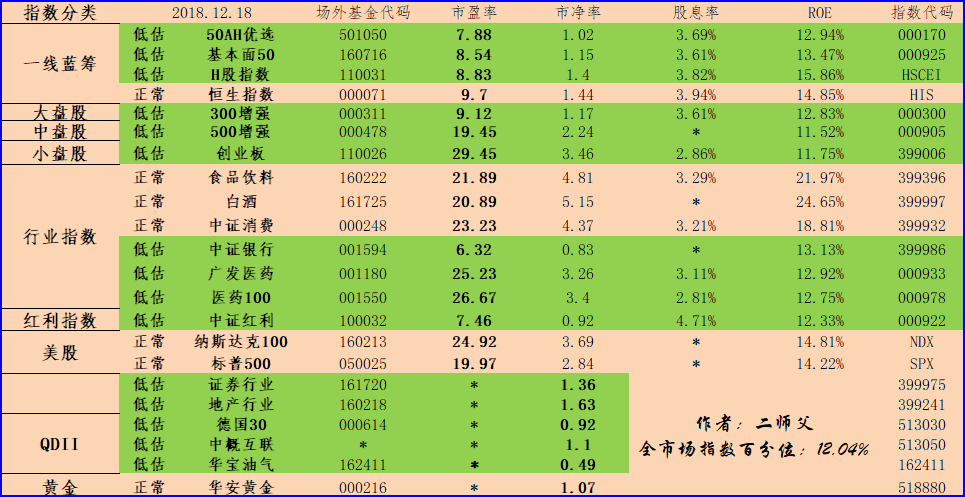 指数分类 2018.12.18 场外基金代码 市盈率 市净率 股息率 ROE 指数代码
一线蓝筹 低估 50AH优选 501050 7.88 1.02 3.69% 12.94% 000170
低估 基本面50 160716 8.54 1.15 3.61% 13.47% 000925
低估 H股指数 110031 8.83 1.4 3.82% 15.86% HSCEI
正常 恒生指数 000071 9.7 1.44 3.94% 14.85% HIS
大盘股 低估 300增强 000311 9.12 1.17 3.61% 12.83% 000300
中盘股 低估 500增强 000478 19.45 2.24 * 11.52% 000905
小盘股 低估 创业板 110026 29.45 3.46 2.86% 11.75% 399006
行业指数 正常 食品饮料 160222 21.89 4.81 3.29% 21.97% 399396
正常 白酒 161725 20.89 5.15 * 24.65% 399997
正常 中证消费 000248 23.23 4.37 3.21% 18.81% 399932
低估 中证银行 001594 6.32 0.83 * 13.13% 399986
低估 广发医药 001180 25.23 3.26 3.11% 12.92% 000933
低估 医药100 001550 26.67 3.4 2.81% 12.75% 000978
红利指数 低估 中证红利 100032 7.46 0.92 4.71% 12.33% 000922
美股 正常 纳斯达克100 160213 24.92 3.69 * 14.81% NDX
正常 标普500 050025 19.97 2.84 * 14.22% SPX
低估 证券行业 161720 * 1.36 399975
低估 地产行业 160218 * 1.63 399241
QDII 低估 德国30 000614 * 0.92 513030
低估 中概互联 * * 1.1 513050
低估 华宝油气 162411 * 0.49 162411
黄金 正常 华安黄金 000216 * 1.07 518880
作者：二师父
全市场指数百分位：12.04%